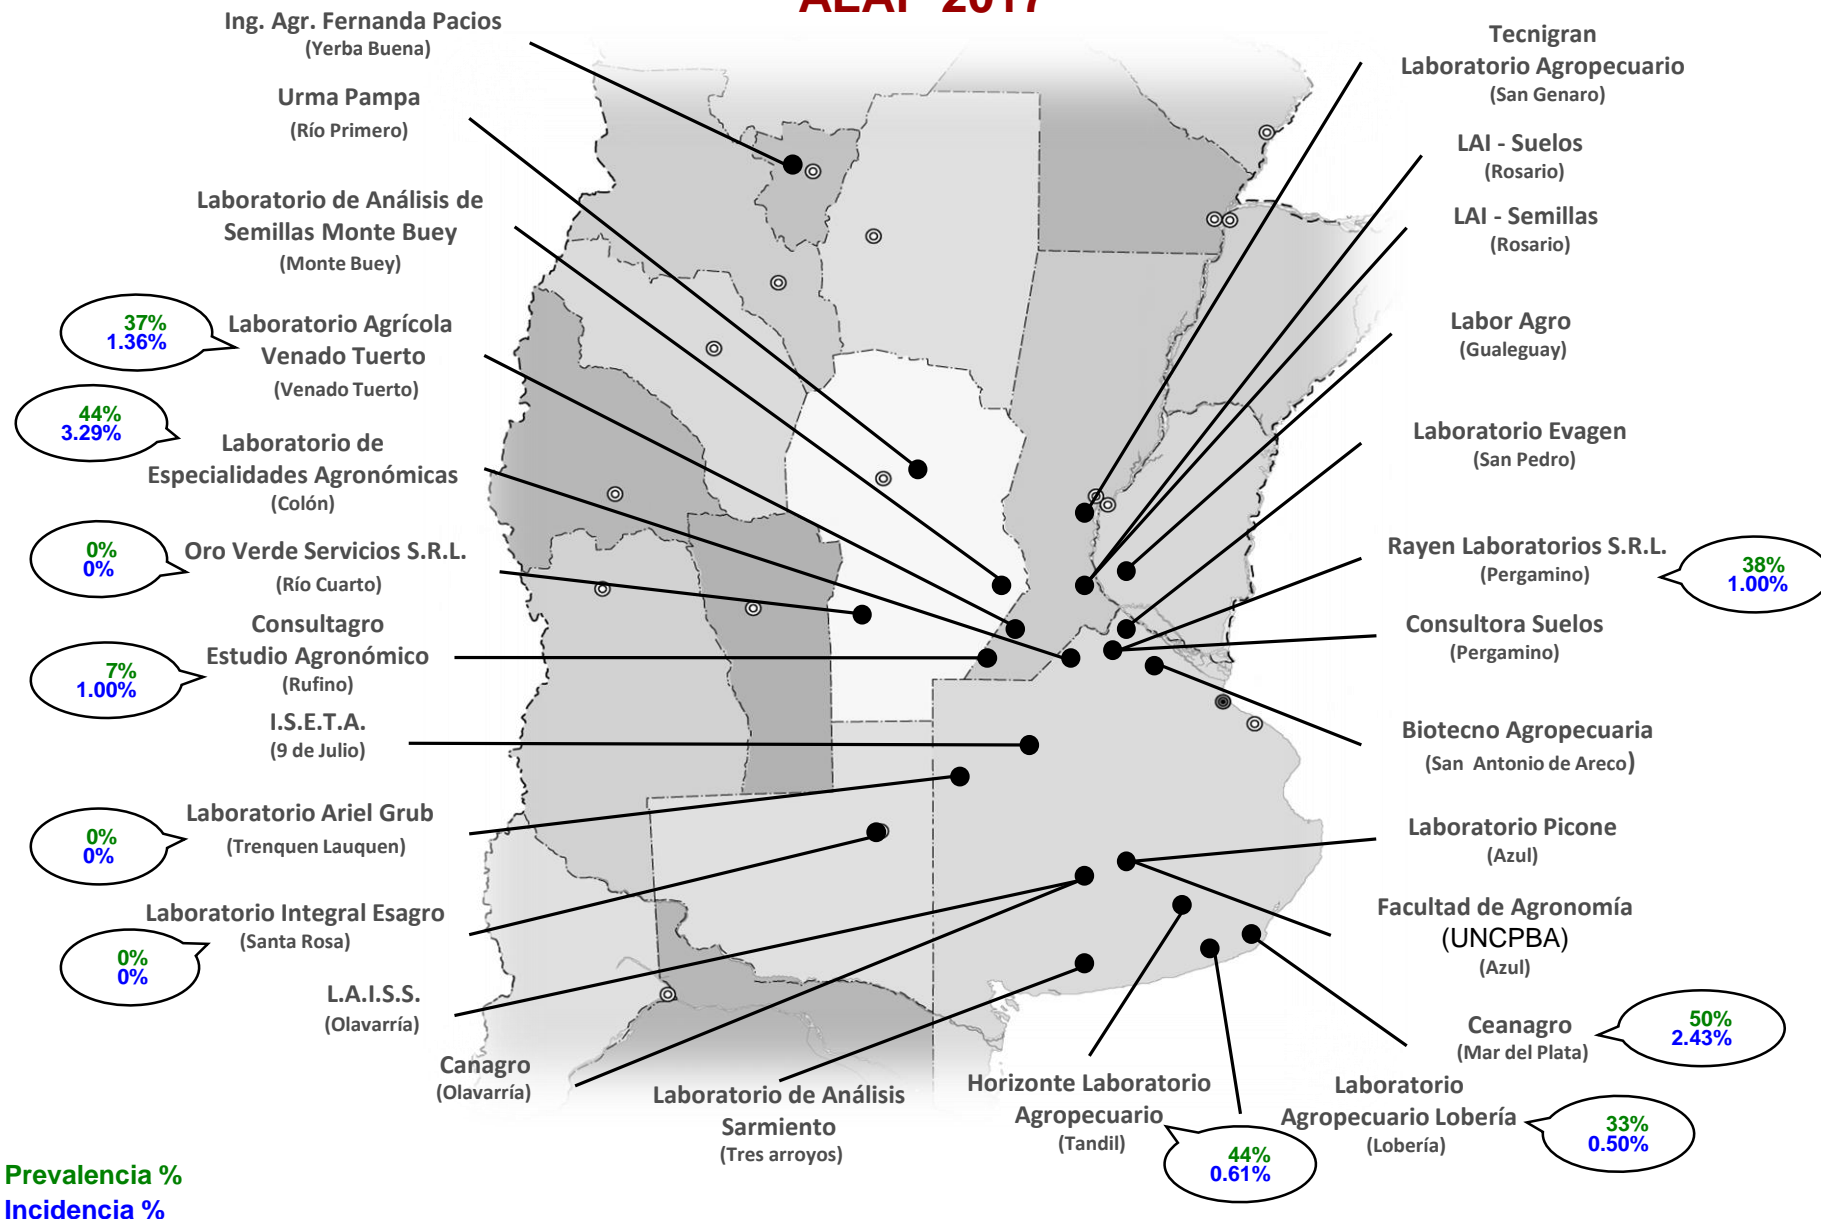 ALAP 2017
Ing. Agr. Fernanda Pacios
(Yerba Buena)
Urma Pampa
(Río Primero)
Laboratorio de Análisis de
Semillas Monte Buey
(Monte Buey)
37%
1.36%
Laboratorio Agrícola
Venado Tuerto
(Venado Tuerto)
44%
3.29%
Laboratorio de
Especialidades Agronómicas
(Colón)
0%
0%
Oro Verde Servicios S.R.L.
(Río Cuarto)
Consultagro
Estudio Agronómico
(Rufino)
7%
1.00%
I.S.E.T.A.
(9 de Julio)
Laboratorio Ariel Grub
(Trenquen Lauquen)
0%
0%
Laboratorio Integral Esagro
(Santa Rosa)
0%
0%
L.A.I.S.S.
(Olavarría)
Canagro
(Olavarría)
Laboratorio de Análisis
Sarmiento
(Tres arroyos)
Horizonte Laboratorio
Agropecuario
(Tandil)
44%
0.61%
Laboratorio
Agropecuario Lobería
(Lobería)
33%
0.50%
Ceanagro
(Mar del Plata)
50%
2.43%
Facultad de Agronomía
(UNCPBA)
(Azul)
Laboratorio Picone
(Azul)
Biotecno Agropecuaria
(San Antonio de Areco)
Consultora Suelos
(Pergamino)
Rayen Laboratorios S.R.L.
(Pergamino)
38%
1.00%
Laboratorio Evagen
(San Pedro)
Labor Agro
(Gualeguay)
LAI - Semillas
(Rosario)
LAI - Suelos
(Rosario)
Tecnigran
Laboratorio Agropecuario
(San Genaro)
Prevalencia %
Incidencia %